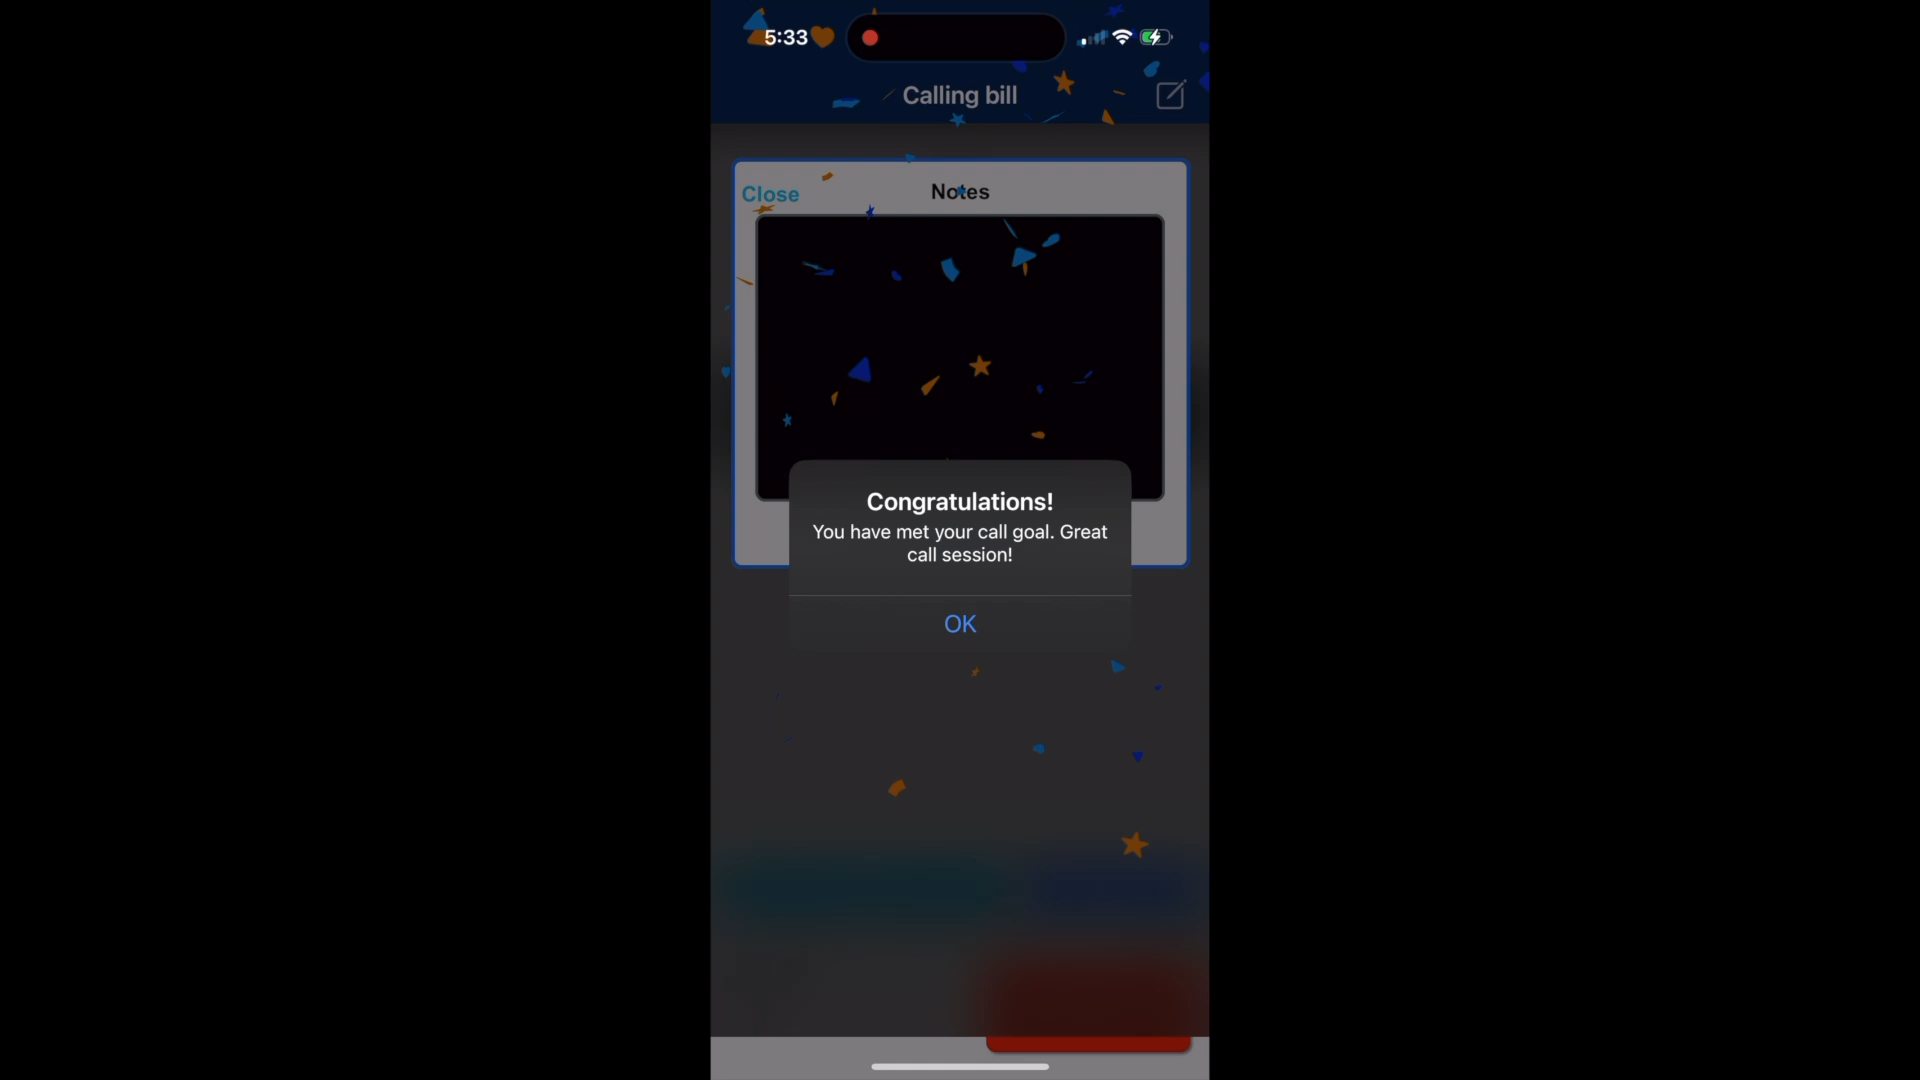 5:33
Calling bill
Close
Notes
Congratulations!
You have met your call goal. Great
call session!
OK